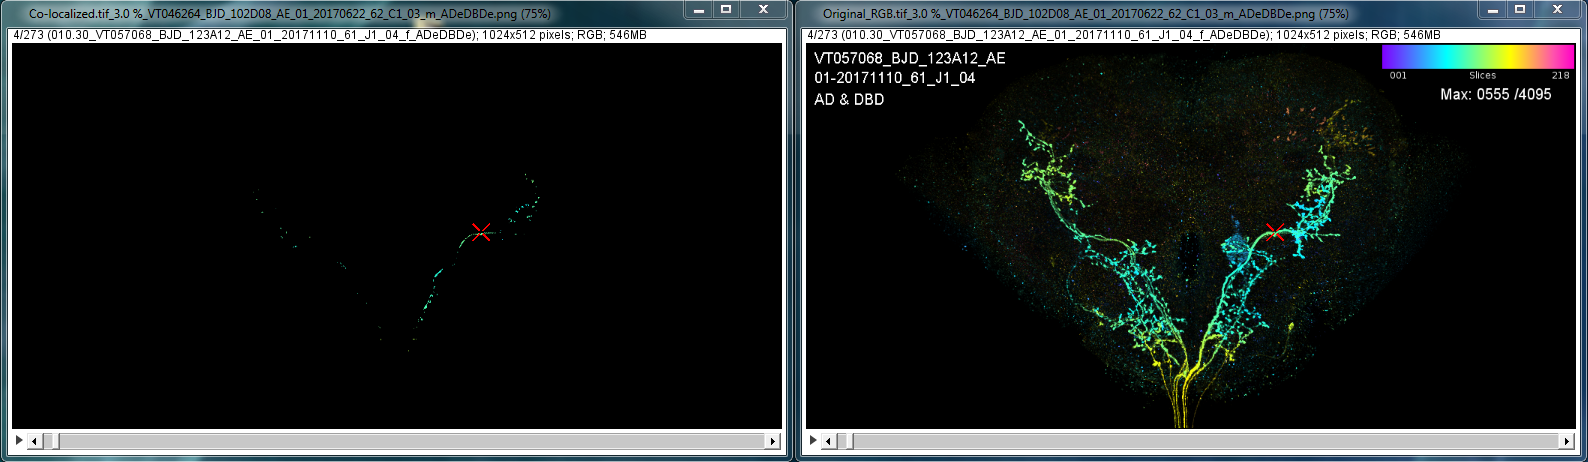 Co-localized.tif_3.0 %_VT046264_BJD_102D08_AE_01_20170622_62_C1_03_m_ADeDBDe.png (75%)
4/273 (010.30_VT057068_BJD_123A12_AE_01_20171110_61_J1_04_f_ADeDBDe); 1024x512 pixels; RGB; 546MB
Original_RGB.tif_3.0 %_VT046264_BJD_102D08_AE_01_20170622_62_C1_03_m_ADeDBDe.png (75%)
4/273 (010.30_VT057068_BJD_123A12_AE_01_20171110_61_J1_04_f_ADeDBDe); 1024x512 pixels; RGB; 546MB
VT057068_BJD_123A12_AE
01-20171110_61_J1_04
AD & DBD
001 Slices 218
Max: 0555 /4095